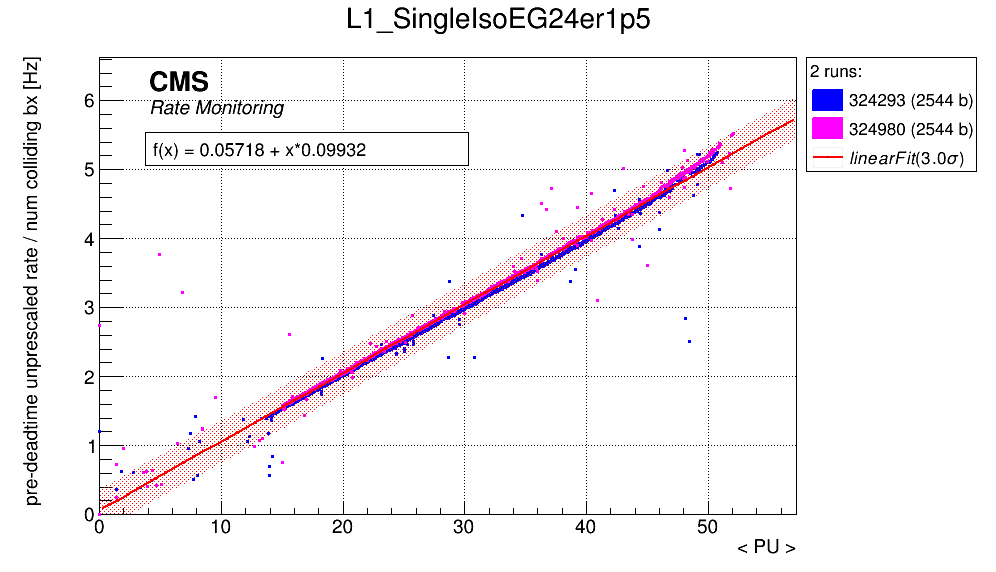 L1_SingleIsoEG24er1p5
pre-deadtime unprescaled rate / num colliding bx [Hz]
CMS
Rate Monitoring
f(x) = 0.05718 + x*0.09932
6
5
4
3
2
1
0
0 10 20 30 40 50
< PU >
2 runs:
324293 (2544 b)
324980 (2544 b)
linearFit(3.0σ)